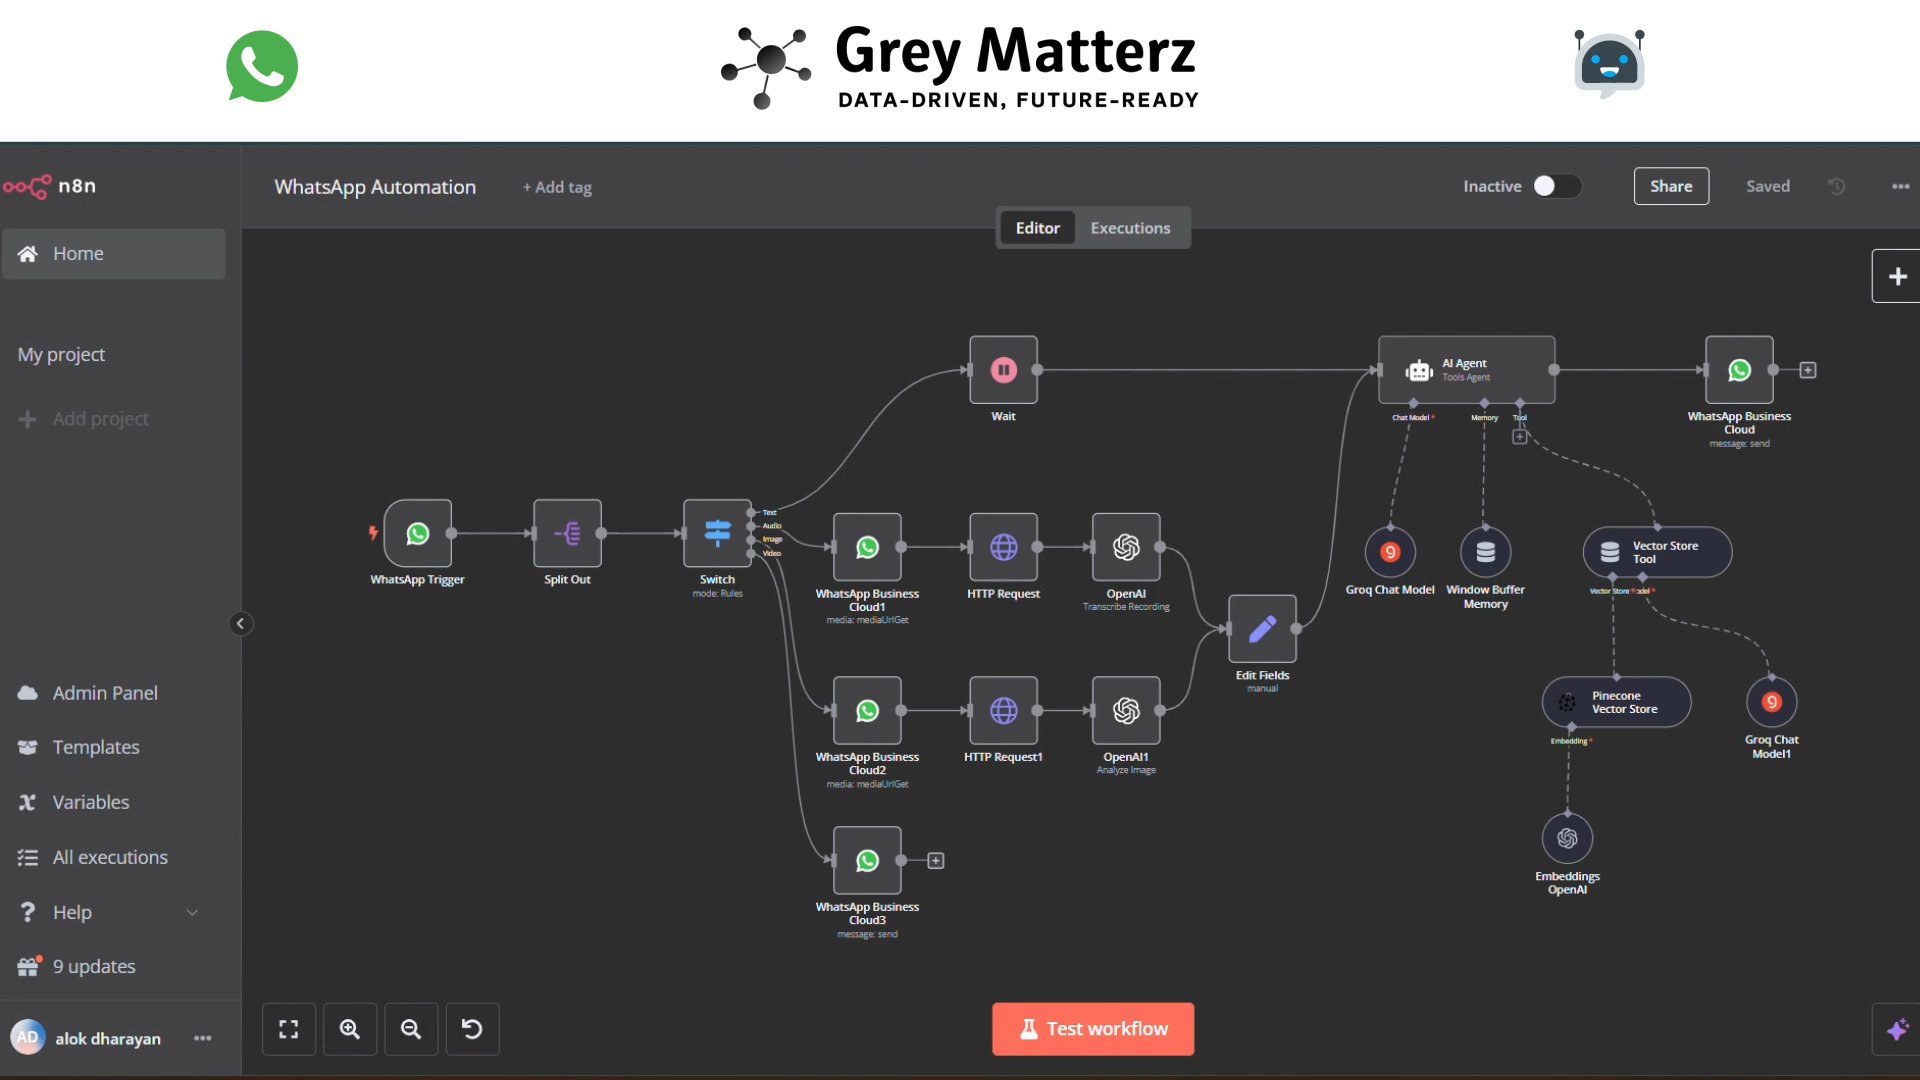 Grey Matterz
DATA-DRIVEN, FUTURE-READY
n8n
WhatsApp Automation
+ Add tag
Inactive
Share
Saved
Editor
Executions
Home
My project
Add project
Admin Panel
Templates
Variables
All executions
Help
9 updates
AD
alok dharayan
WhatsApp Trigger
Split Out
Switch
mode: Rules
Text
Audio
Image
Video
Wait
WhatsApp Business
Cloud1
media: mediaUrlGet
HTTP Request
OpenAI
Transcribe Recording
WhatsApp Business
Cloud2
media: mediaUrlGet
HTTP Request1
OpenAI1
Analyze Image
WhatsApp Business
Cloud3
message: send
Edit Fields
manual
AI Agent
Tools Agent
Chat Model *
Memory
Tool
WhatsApp Business
Cloud
message: send
Groq Chat Model
Window Buffer
Memory
Vector Store
Tool
Vector Store *
Pinecone
Vector Store
Embedding *
Groq Chat
Model1
Embeddings
OpenAI
Test workflow